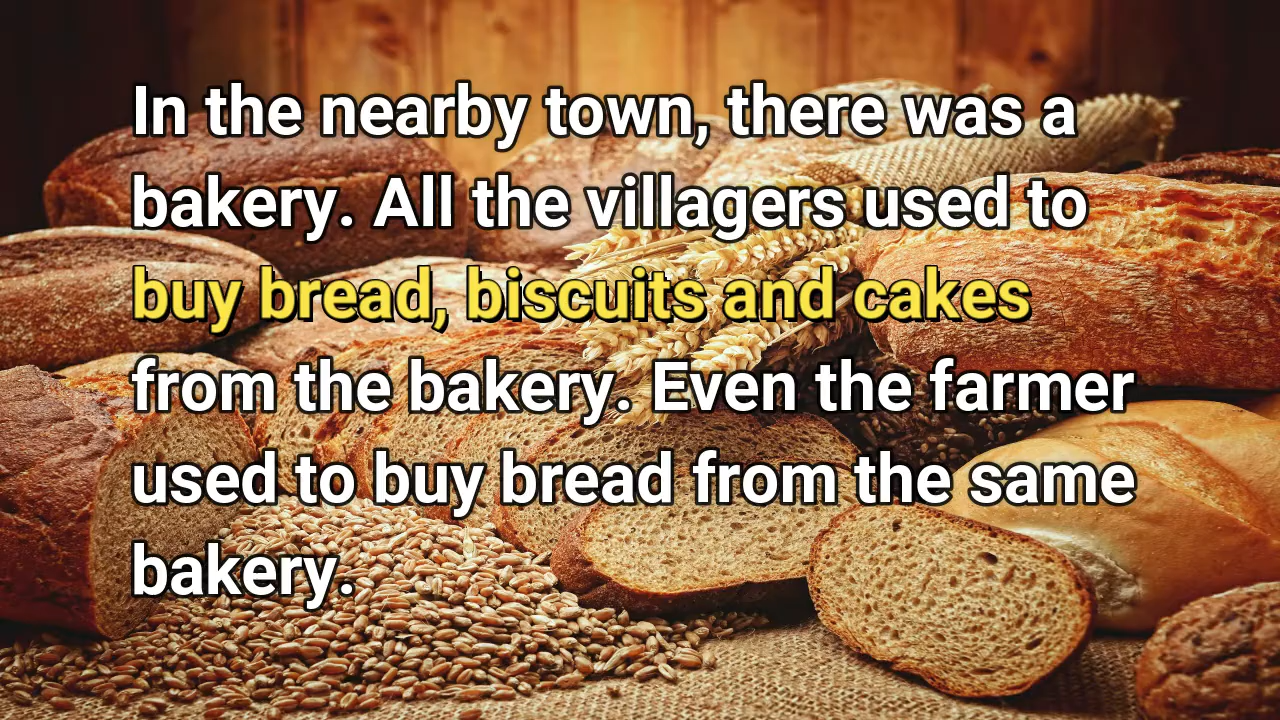 In the nearby town, there was a
bakery. All the villagers used to
buy bread, biscuits and cakes
from the bakery. Even the farmer
used to buy bread from the same
bakery.